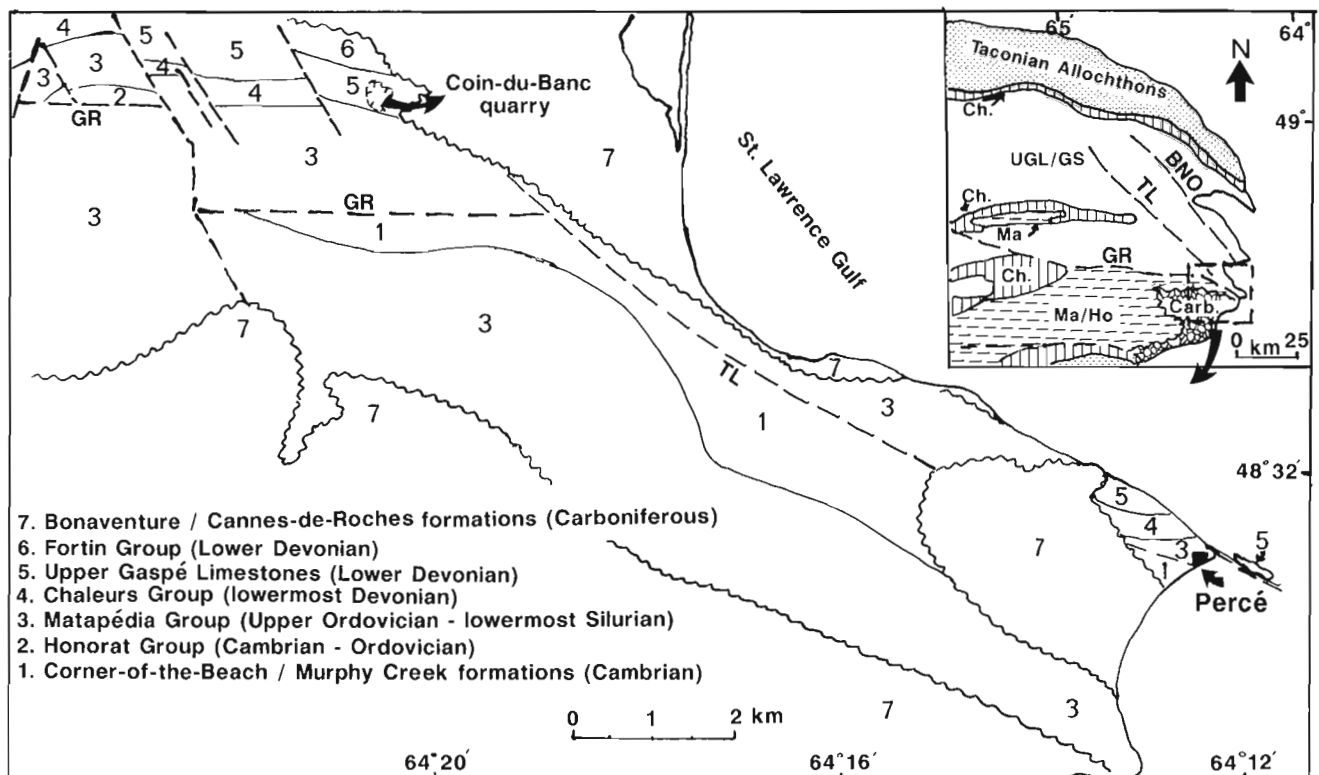 4
5
5
6
3
3
4
5
2
4
GR
Coin-du-Banc
quarry
3
7
St. Lawrence Gulf
3
GR
1
7
3
7
TL
7
3
1
5
4
3
1
7
5
Percé
3
7
48°32′
64°20′
64°16′
64°12′
7. Bonaventure / Cannes-de-Roches formations (Carboniferous)
6. Fortin Group (Lower Devonian)
5. Upper Gaspé Limestones (Lower Devonian)
4. Chaleurs Group (lowermost Devonian)
3. Matapédia Group (Upper Ordovician - lowermost Silurian)
2. Honorat Group (Cambrian - Ordovician)
1. Corner-of-the-Beach / Murphy Creek formations (Cambrian)
0 1 2 km
65′
64°
N
49°
Taconian Allochthons
Ch.
UGL/GS
TL
BNO
Ch.
Ma
GR
Ch.
Ma/Ho
Carb.
0 km 25